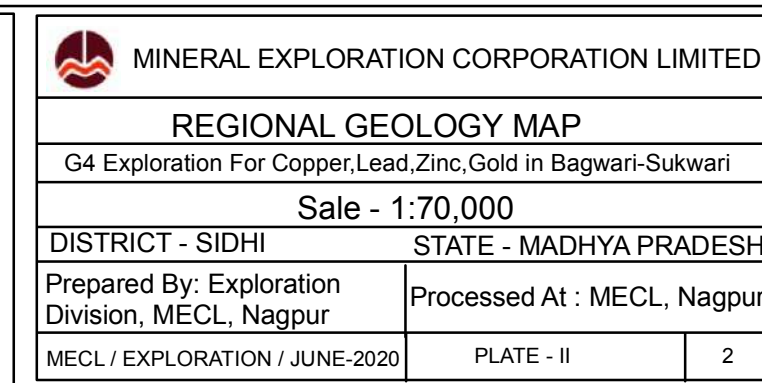 MINERAL EXPLORATION CORPORATION LIMITED
REGIONAL GEOLOGY MAP
G4 Exploration For Copper,Lead,Zinc,Gold in Bagwari-Sukwari
Sale - 1:70,000
DISTRICT - SIDHI STATE - MADHYA PRADESH
Prepared By: Exploration
Division, MECL, Nagpur
Processed At : MECL, Nagpur
MECL / EXPLORATION / JUNE-2020 PLATE - II 2